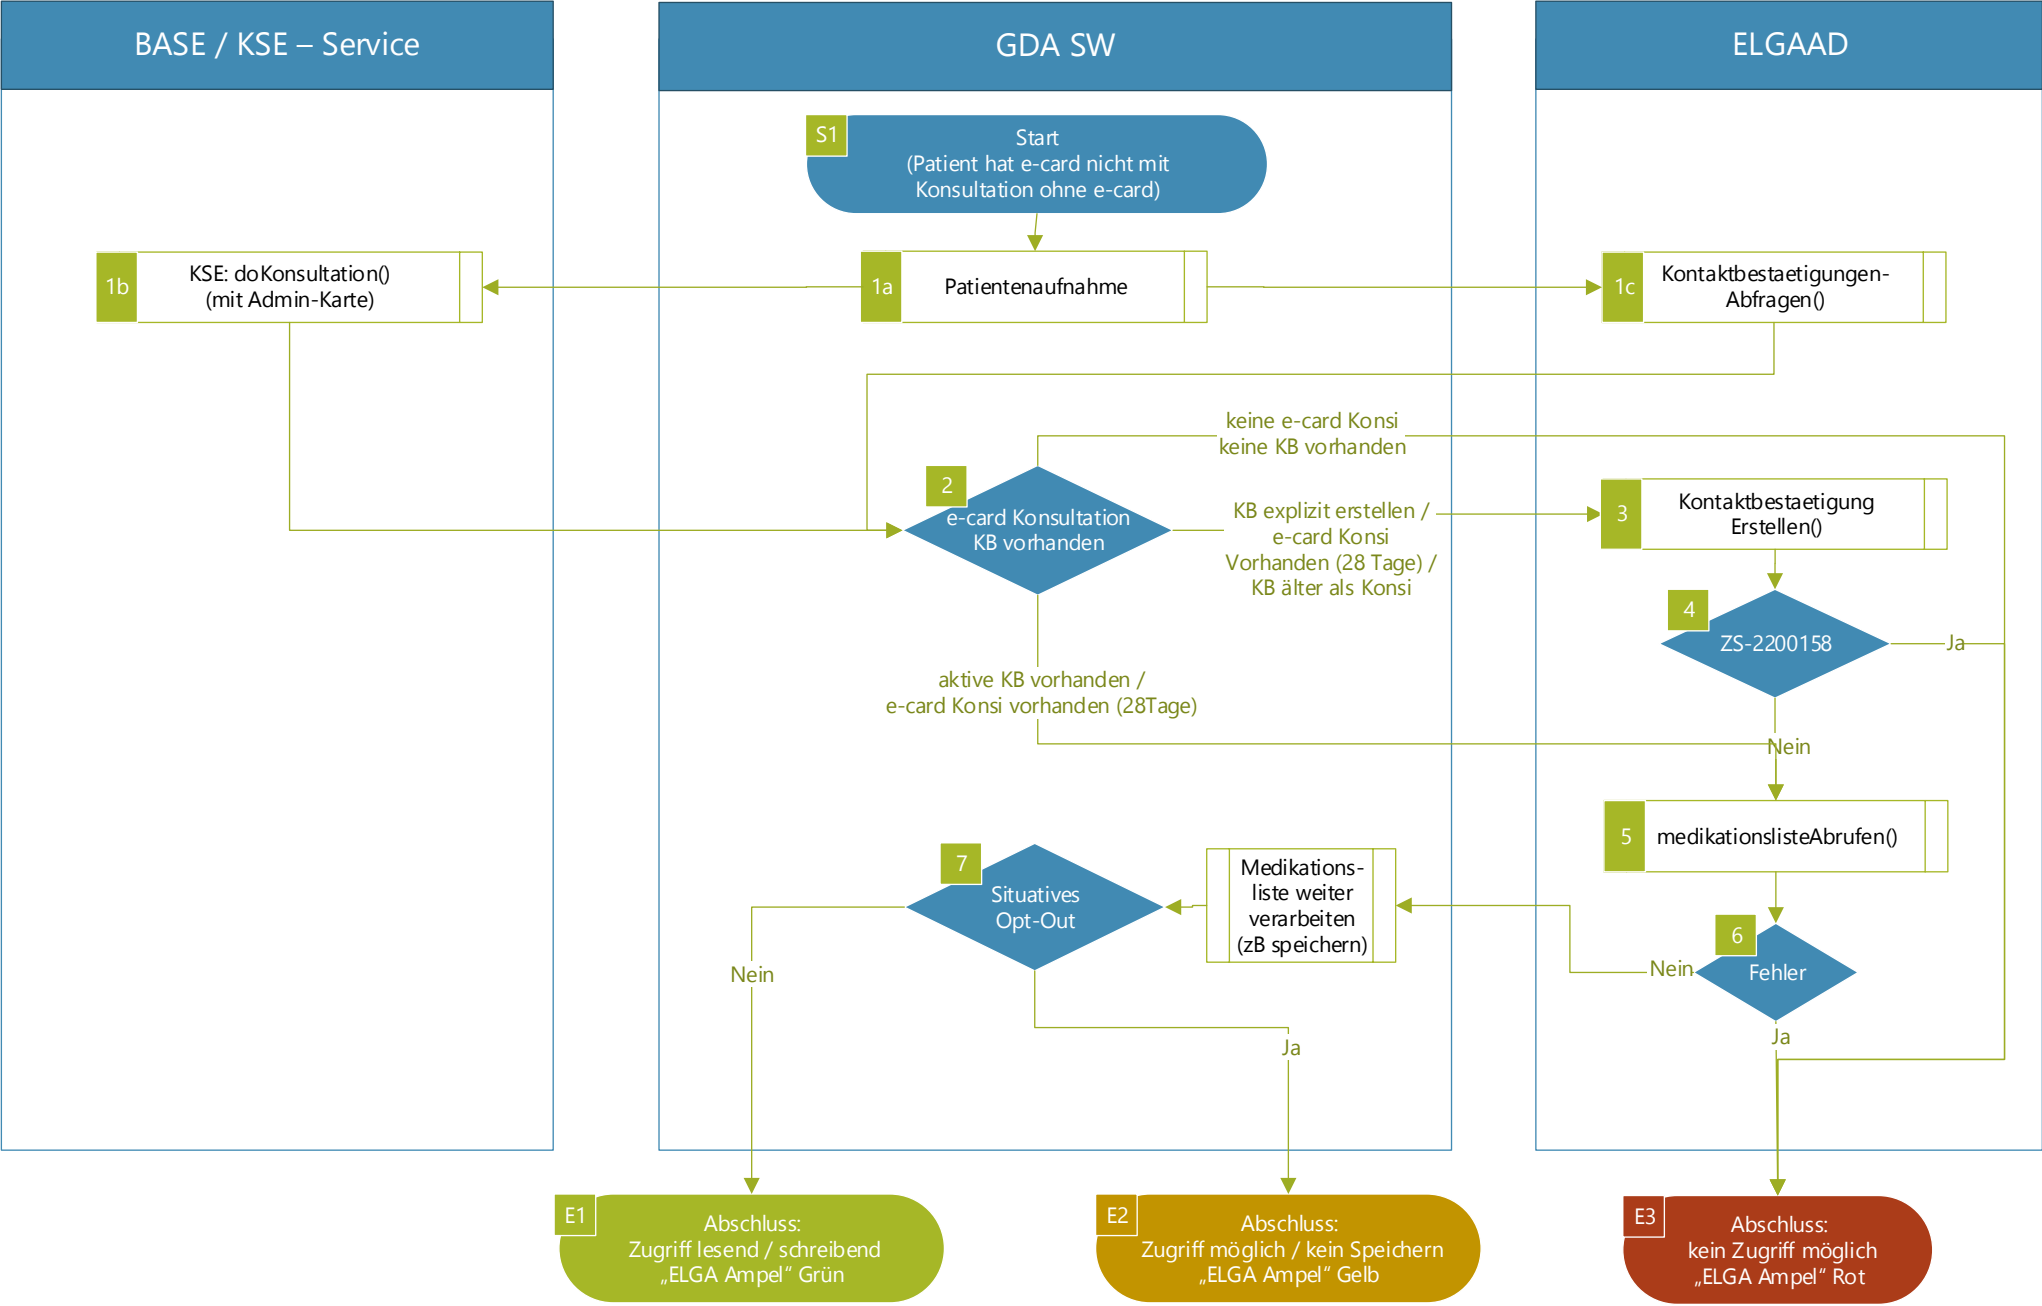 BASE / KSE – Service
GDA SW
ELGAAD
S1
Start
(Patient hat e-card nicht mit
Konsultation ohne e-card)
1b
KSE: doKonsultation()
(mit Admin-Karte)
1a
Patientenaufnahme
1c
Kontaktbestaetigungen-
Abfragen()
keine e-card Konsi
keine KB vorhanden
2
e-card Konsultation
KB vorhanden
KB explizit erstellen /
e-card Konsi
Vorhanden (28 Tage) /
KB älter als Konsi
3
Kontaktbestaetigung
Erstellen()
4
ZS-2200158
Ja
aktive KB vorhanden /
e-card Konsi vorhanden (28Tage)
Nein
5
medikationslisteAbrufen()
7
Situatives
Opt-Out
Medikations-
liste weiter
verarbeiten
(zB speichern)
6
Fehler
Nein
Nein
Ja
Ja
E1
Abschluss:
Zugriff lesend / schreibend
„ELGA Ampel“ Grün
E2
Abschluss:
Zugriff möglich / kein Speichern
„ELGA Ampel“ Gelb
E3
Abschluss:
kein Zugriff möglich
„ELGA Ampel“ Rot